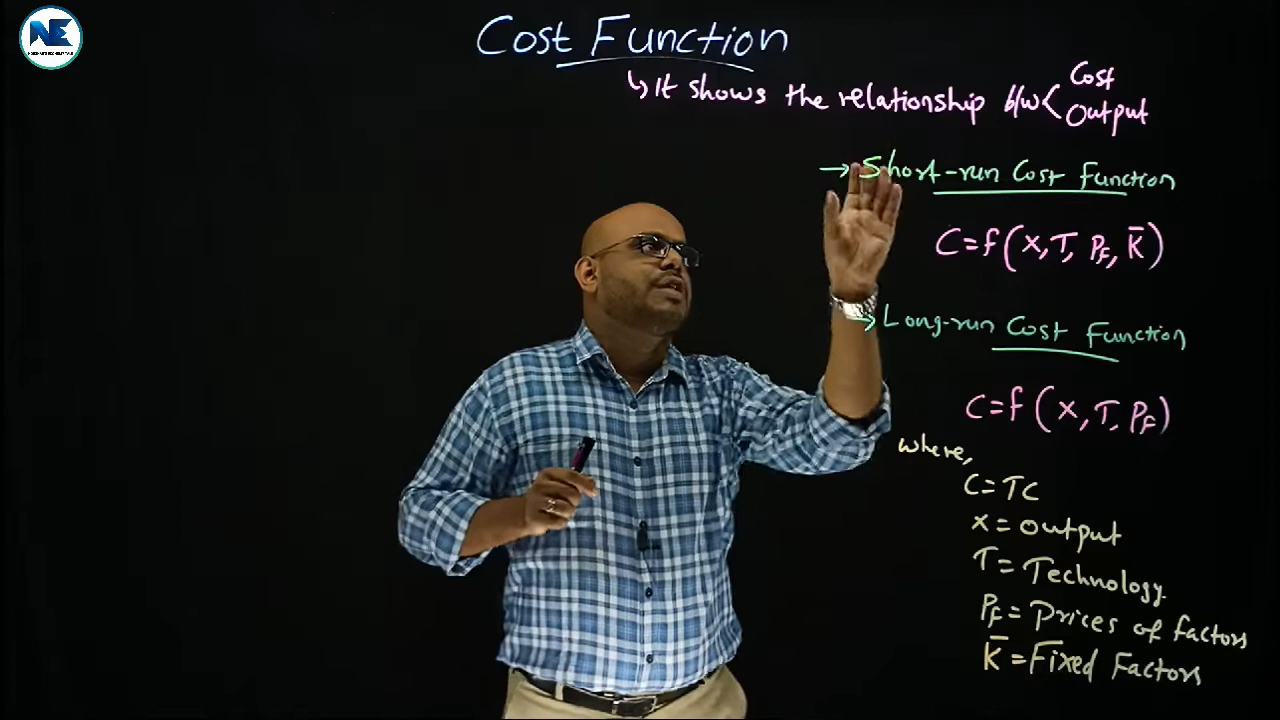 NE
Cost Function
↳ It shows the relationship b/w < Cost
Output
→ Short-run Cost Function
C=f(x,T, Pf, K̄)
→ Long-run Cost Function
C=f(x,T, Pf)
where,
C=TC
x=output
T=Technology
Pf=Prices of factors
K̄=Fixed Factors